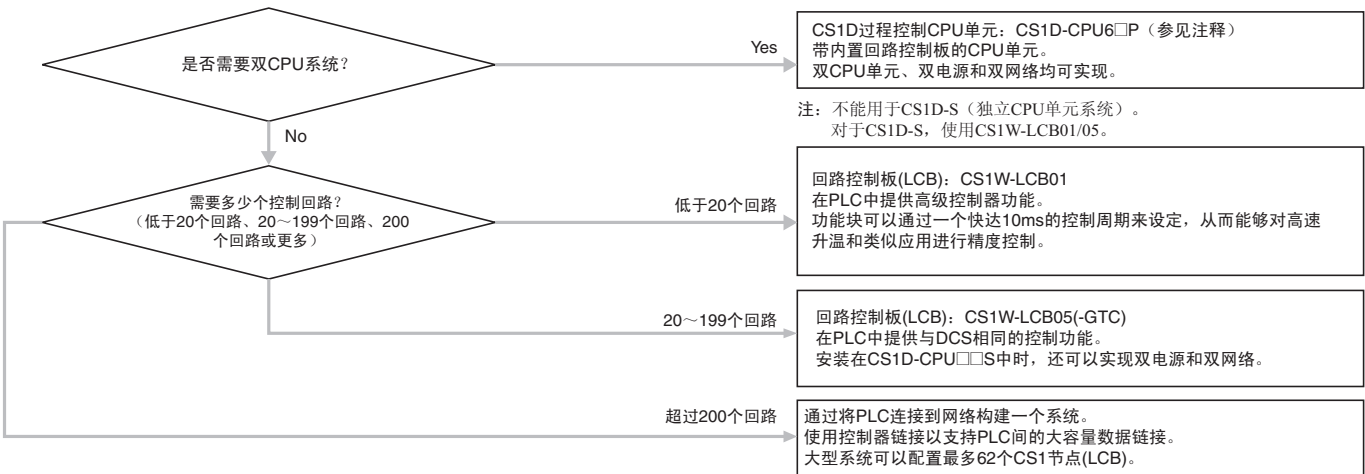 是否需要双CPU系统？
Yes
CS1D过程控制CPU单元：CS1D-CPU6□P（参见注释）
带内置回路控制板的CPU单元。
双CPU单元、双电源和双网络均可实现。
注：不能用于CS1D-S（独立CPU单元系统）。
对于CS1D-S，使用CS1W-LCB01/05。
No
需要多少个控制回路？
（低于20个回路、20～199个回路、200
个回路或更多）
低于20个回路
回路控制板(LCB)：CS1W-LCB01
在PLC中提供高级控制器功能。
功能块可以通过一个快达10ms的控制周期来设定，从而能够对高速
升温和类似应用进行精度控制。
20～199个回路
回路控制板(LCB)：CS1W-LCB05(-GTC)
在PLC中提供与DCS相同的控制功能。
安装在CS1D-CPU□□S中时，还可以实现双电源和双网络。
超过200个回路
通过将PLC连接到网络构建一个系统。
使用控制器链接以支持PLC间的大容量数据链接。
大型系统可以配置最多62个CS1节点(LCB)。